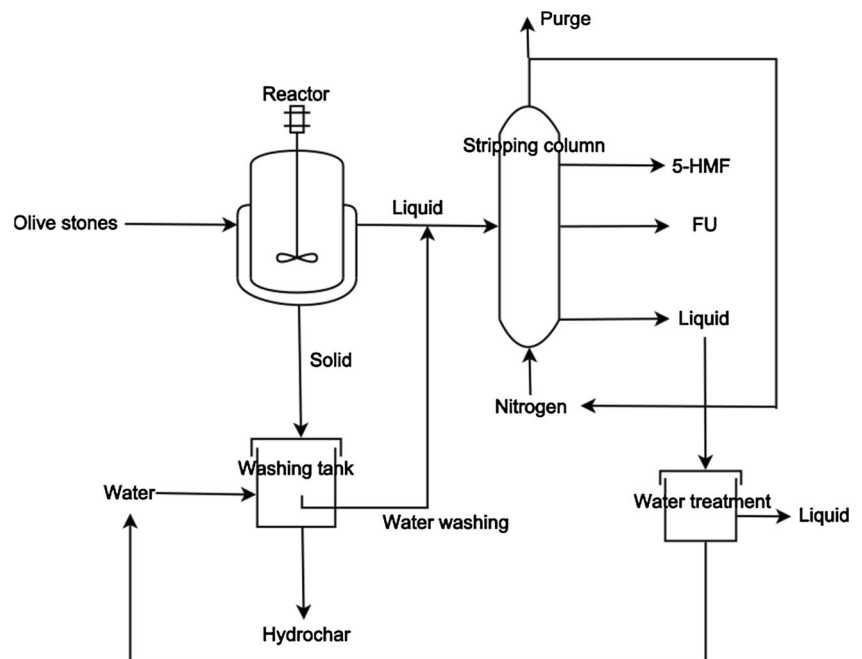 Purge
Reactor
Stripping column
5-HMF
Liquid
Olive stones
FU
Liquid
Solid
Nitrogen
Washing tank
Water
Water treatment
Water washing
Liquid
Hydrochar